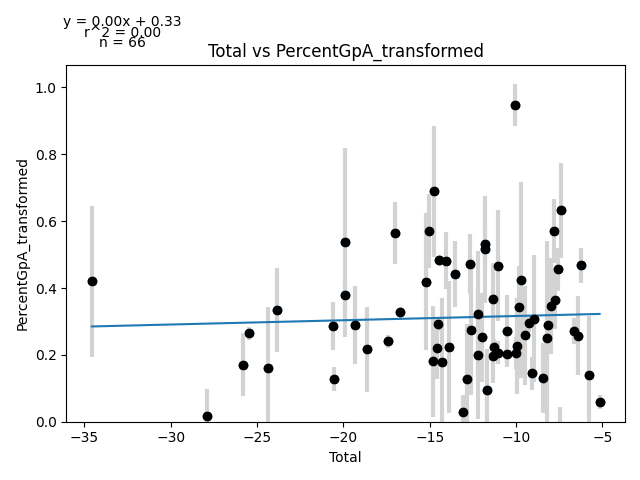 y = 0.00x + 0.33
r^2 = 0.00
n = 66
Total vs PercentGpA_transformed
PercentGpA_transformed
1.0
0.8
0.6
0.4
0.2
0.0
−35 −30 −25 −20 −15 −10 −5
Total